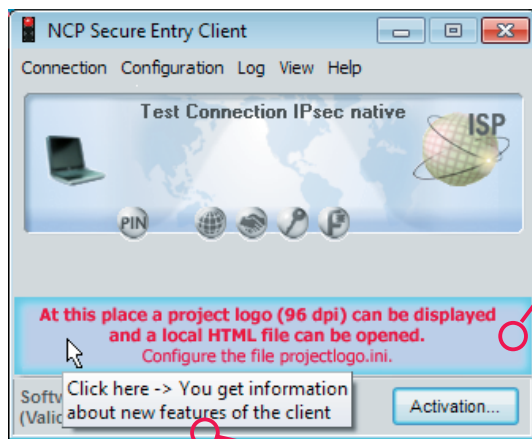 NCP Secure Entry Client
Connection Configuration Log View Help
Test Connection IPsec native
ISP
PIN
At this place a project logo (96 dpi) can be displayed
and a local HTML file can be opened.
Configure the file projectlogo.ini.
Click here -> You get information
about new features of the client
Activation...